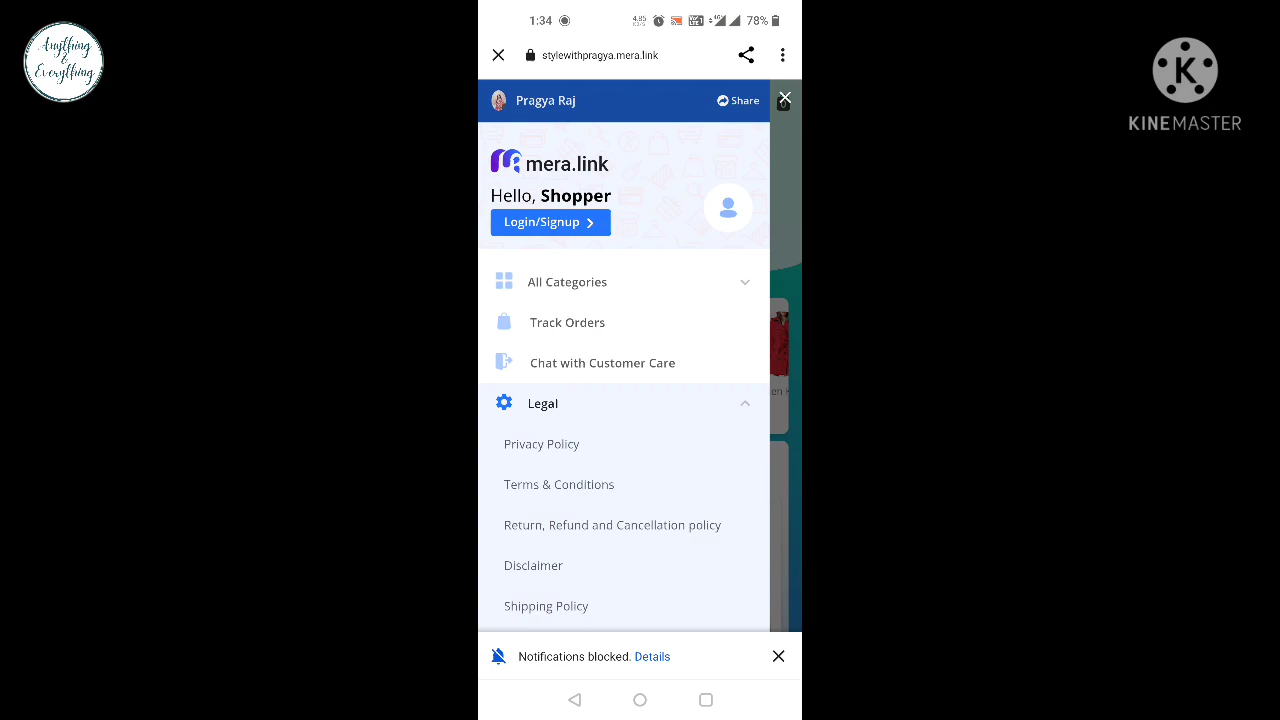 Anything
&
Everything
1:34
4.85
78%
stylewithpragya.mera.link
Pragya Raj
Share
mera.link
Hello, Shopper
Login/Signup
All Categories
Track Orders
Chat with Customer Care
Legal
Privacy Policy
Terms & Conditions
Return, Refund and Cancellation policy
Disclaimer
Shipping Policy
Notifications blocked. Details
K
KINEMASTER